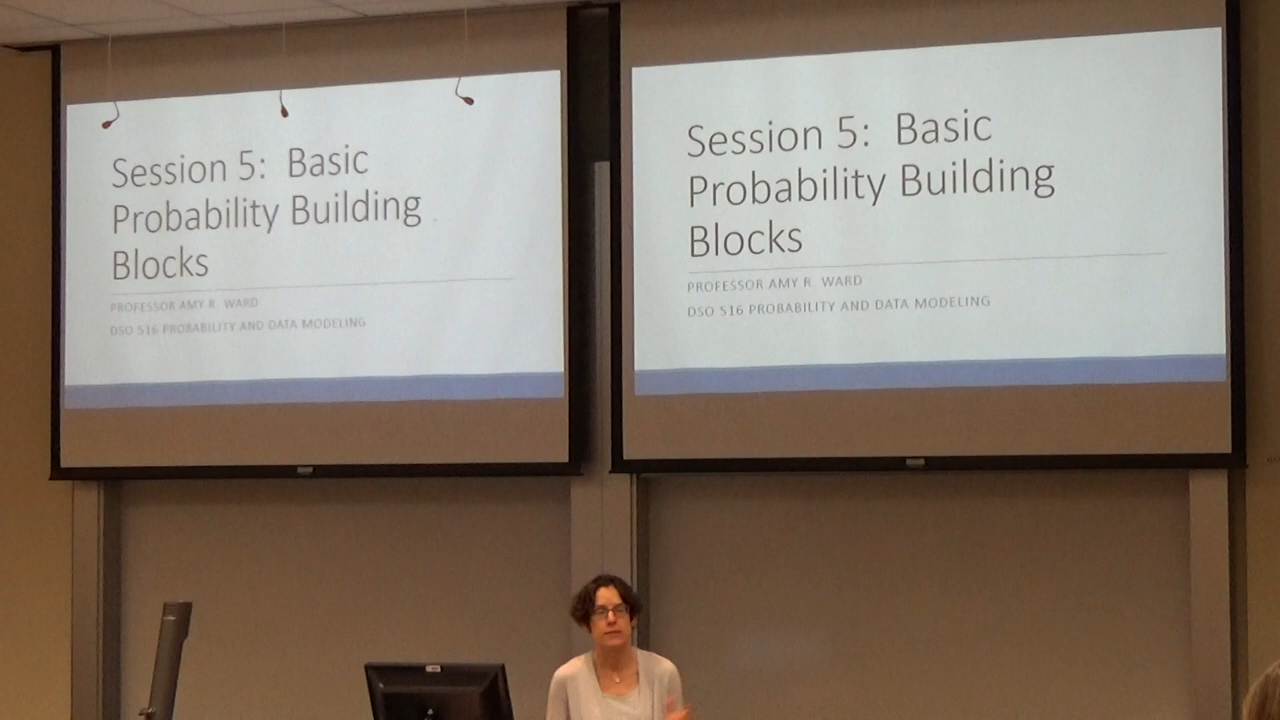 Session 5: Basic
Probability Building
Blocks
PROFESSOR AMY R. WARD
DSO 516 PROBABILITY AND DATA MODELING
Session 5: Basic
Probability Building
Blocks
PROFESSOR AMY R. WARD
DSO 516 PROBABILITY AND DATA MODELING